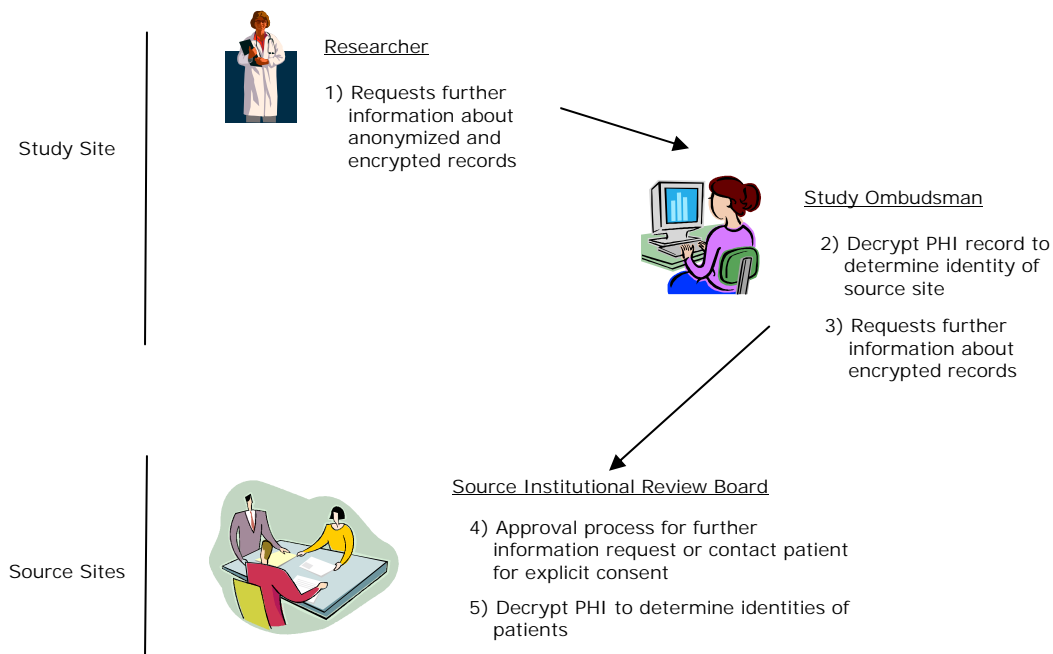 Researcher
1) Requests further
information about
anonymized and
encrypted records
Study Site
Study Ombudsman
2) Decrypt PHI record to
determine identity of
source site
3) Requests further
information about
encrypted records
Source Institutional Review Board
4) Approval process for further
information request or contact patient
for explicit consent
Source Sites
5) Decrypt PHI to determine identities of
patients